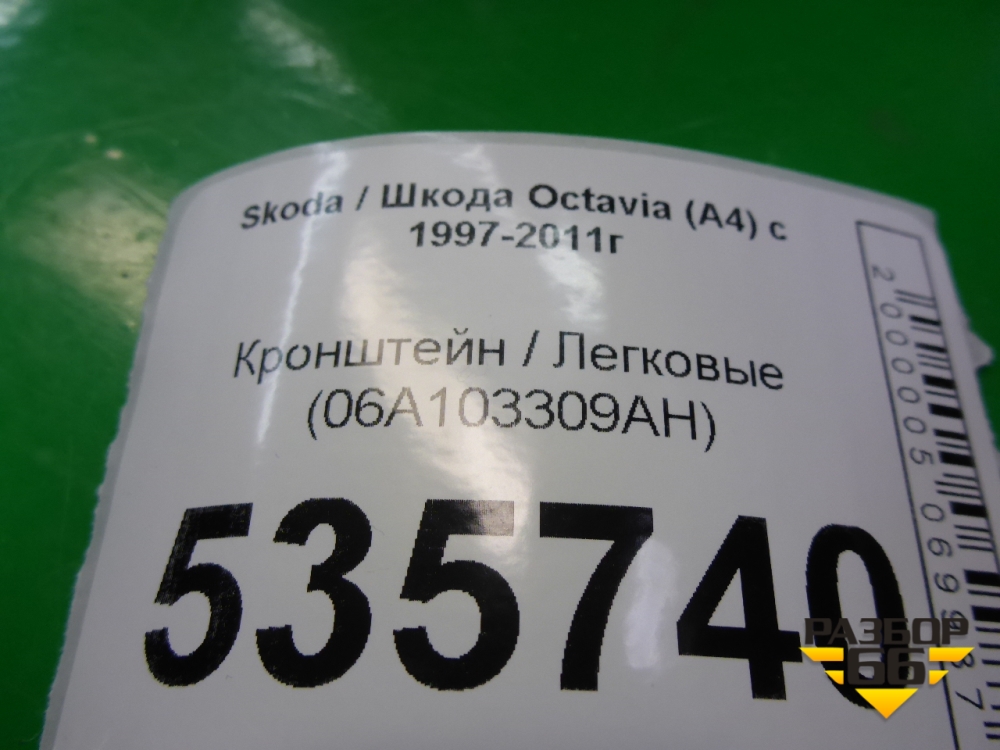 Skoda / Шкода Octavia (A4) с
1997-2011г
Кронштейн / Легковые
(06A103309AH)
535740
РАЗБОР
66